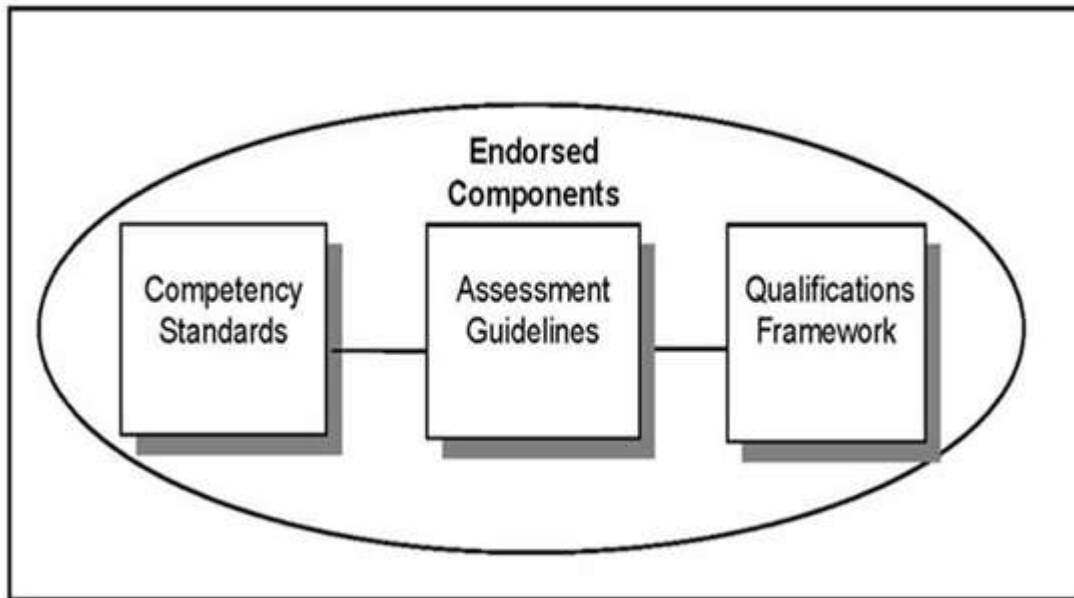 Endorsed
Components
Competency
Standards
Assessment
Guidelines
Qualifications
Framework